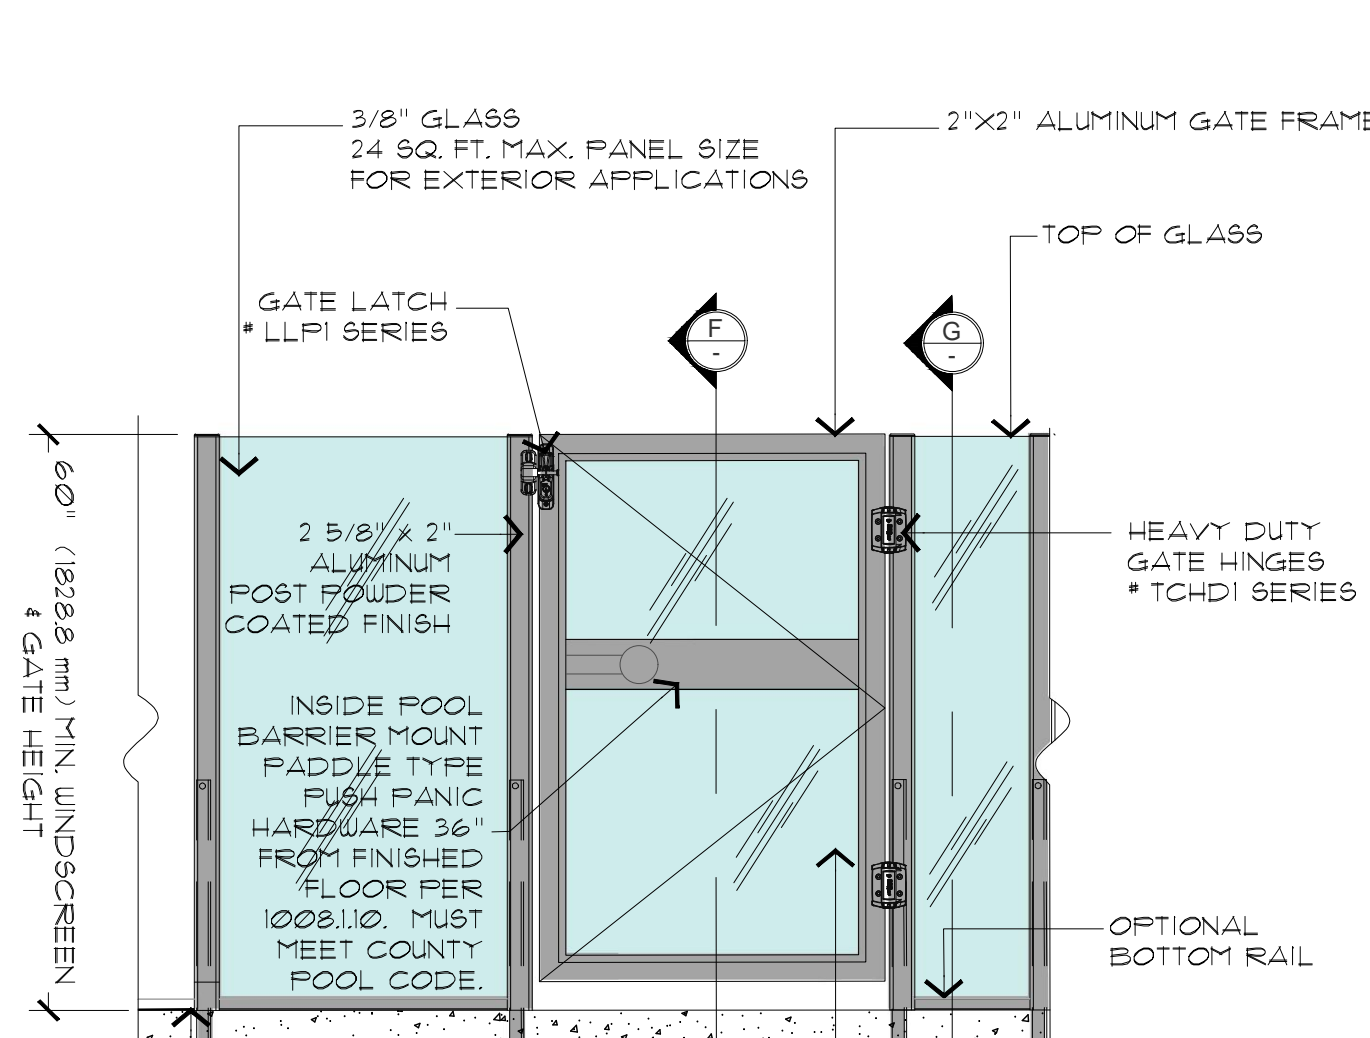 3/8" GLASS
24 SQ. FT. MAX. PANEL SIZE
FOR EXTERIOR APPLICATIONS
2"X2" ALUMINUM GATE FRAME
TOP OF GLASS
GATE LATCH
# LLP1 SERIES
F
-
G
-
2 5/8" x 2"
ALUMINUM
POST POWDER
COATED FINISH
HEAVY DUTY
GATE HINGES
# TCHD1 SERIES
60" (1828.8 mm) MIN. WINDSCREEN
& GATE HEIGHT
INSIDE POOL
BARRIER MOUNT
PADDLE TYPE
PUSH PANIC
HARDWARE 36"
FROM FINISHED
FLOOR PER
1008.1.10. MUST
MEET COUNTY
POOL CODE.
OPTIONAL
BOTTOM RAIL